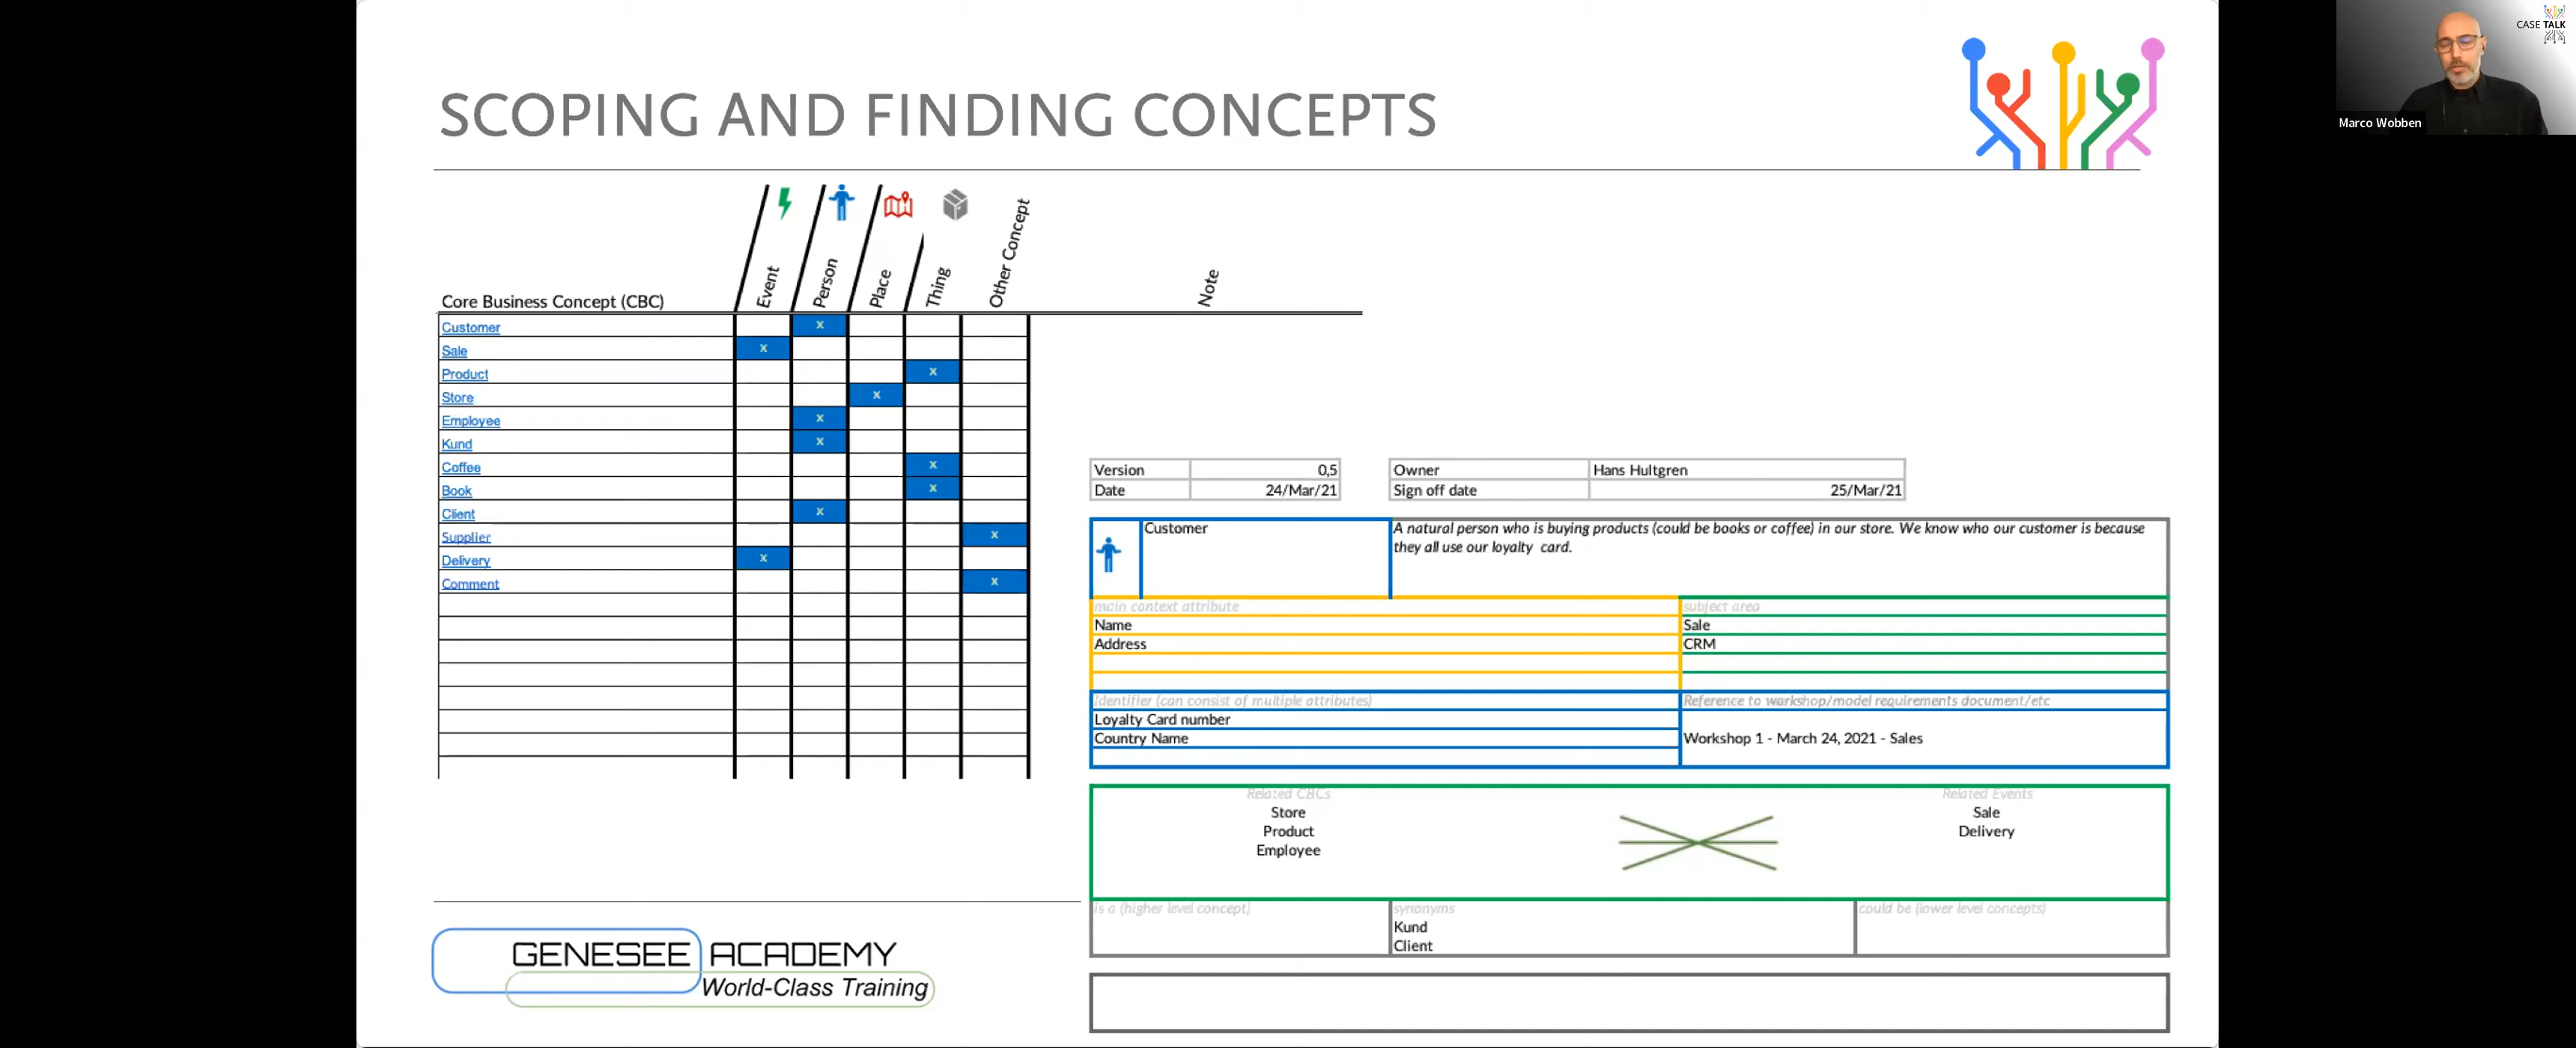 SCOPING AND FINDING CONCEPTS
CASE TALK
Marco Wobben
Core Business Concept (CBC)
Event
Person
Place
Thing
Other Concept
Note
Customer x
Sale x
Product x
Store x
Employee x
Kund x
Coffee x
Book x
Client x
Supplier x
Delivery x
Comment x
Version 0,5
Date 24/Mar/21
Owner Hans Hultgren
Sign off date 25/Mar/21
Customer
A natural person who is buying products (could be books or coffee) in our store. We know who our customer is because
they all use our loyalty card.
main context attribute
Name
Address
subject area
Sale
CRM
Identifier (can consist of multiple attributes)
Loyalty Card number
Country Name
Reference to workshop/model requirements document/etc
Workshop 1 - March 24, 2021 - Sales
Related CBCs
Store
Product
Employee
Related Events
Sale
Delivery
is a (higher level concept)
synonyms
Kund
Client
could be (lower level concepts)
GENESEE ACADEMY
World-Class Training